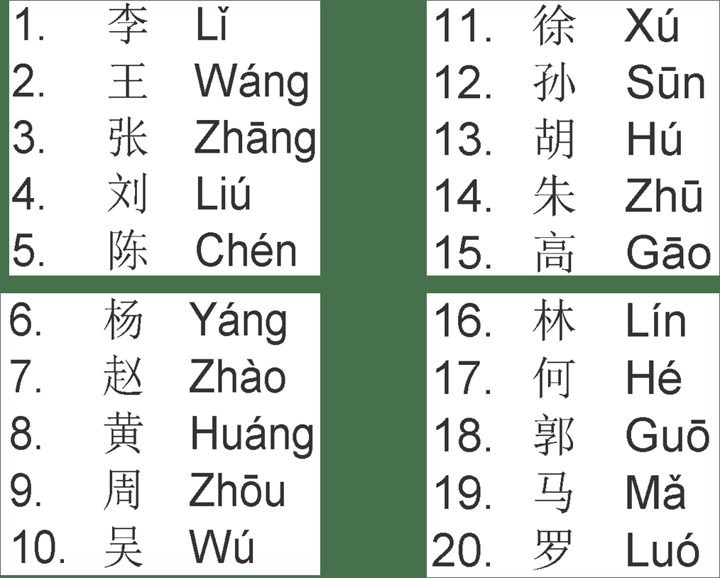 1. 李 Lǐ
2. 王 Wáng
3. 张 Zhāng
4. 刘 Liú
5. 陈 Chén
6. 杨 Yáng
7. 赵 Zhào
8. 黄 Huáng
9. 周 Zhōu
10. 吴 Wú
11. 徐 Xú
12. 孙 Sūn
13. 胡 Hú
14. 朱 Zhū
15. 高 Gāo
16. 林 Lín
17. 何 Hé
18. 郭 Guō
19. 马 Mǎ
20. 罗 Luó